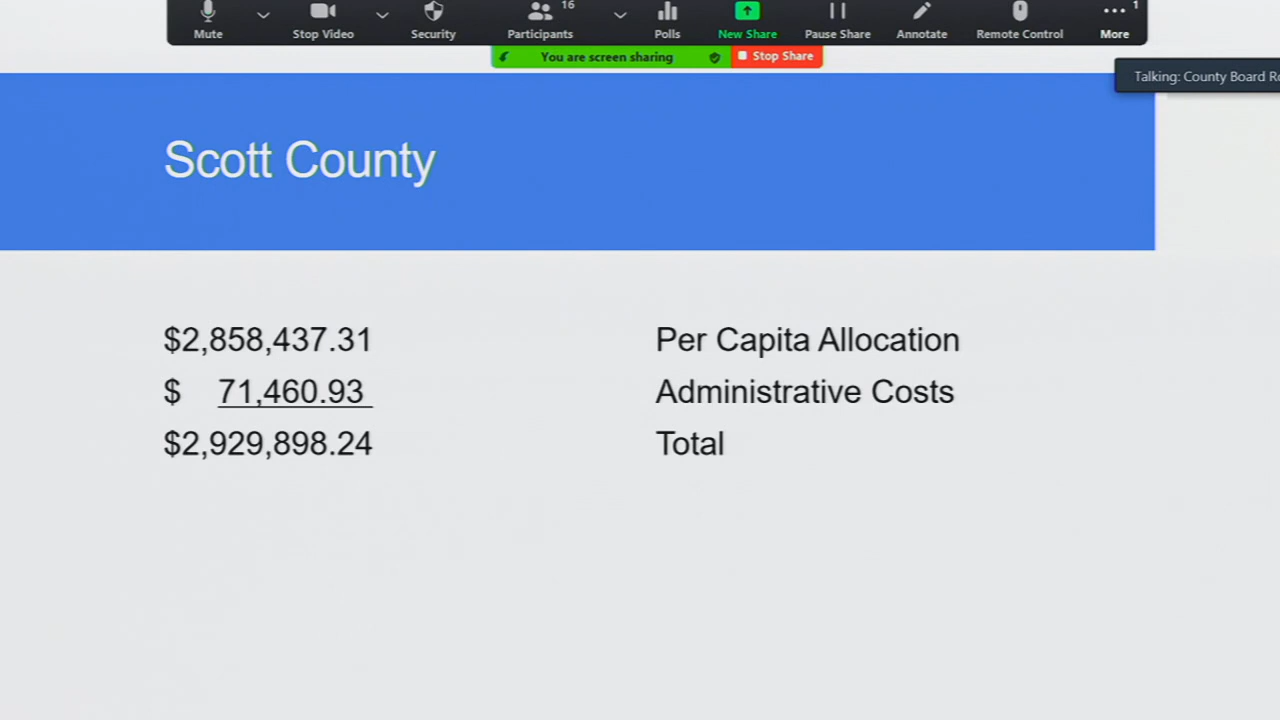 16
1
Mute
Stop Video
Security
Participants
Polls
New Share
Pause Share
Annotate
Remote Control
More
You are screen sharing
Stop Share
Talking: County Board
Scott County
$2,858,437.31 Per Capita Allocation
$ 71,460.93 Administrative Costs
$2,929,898.24 Total